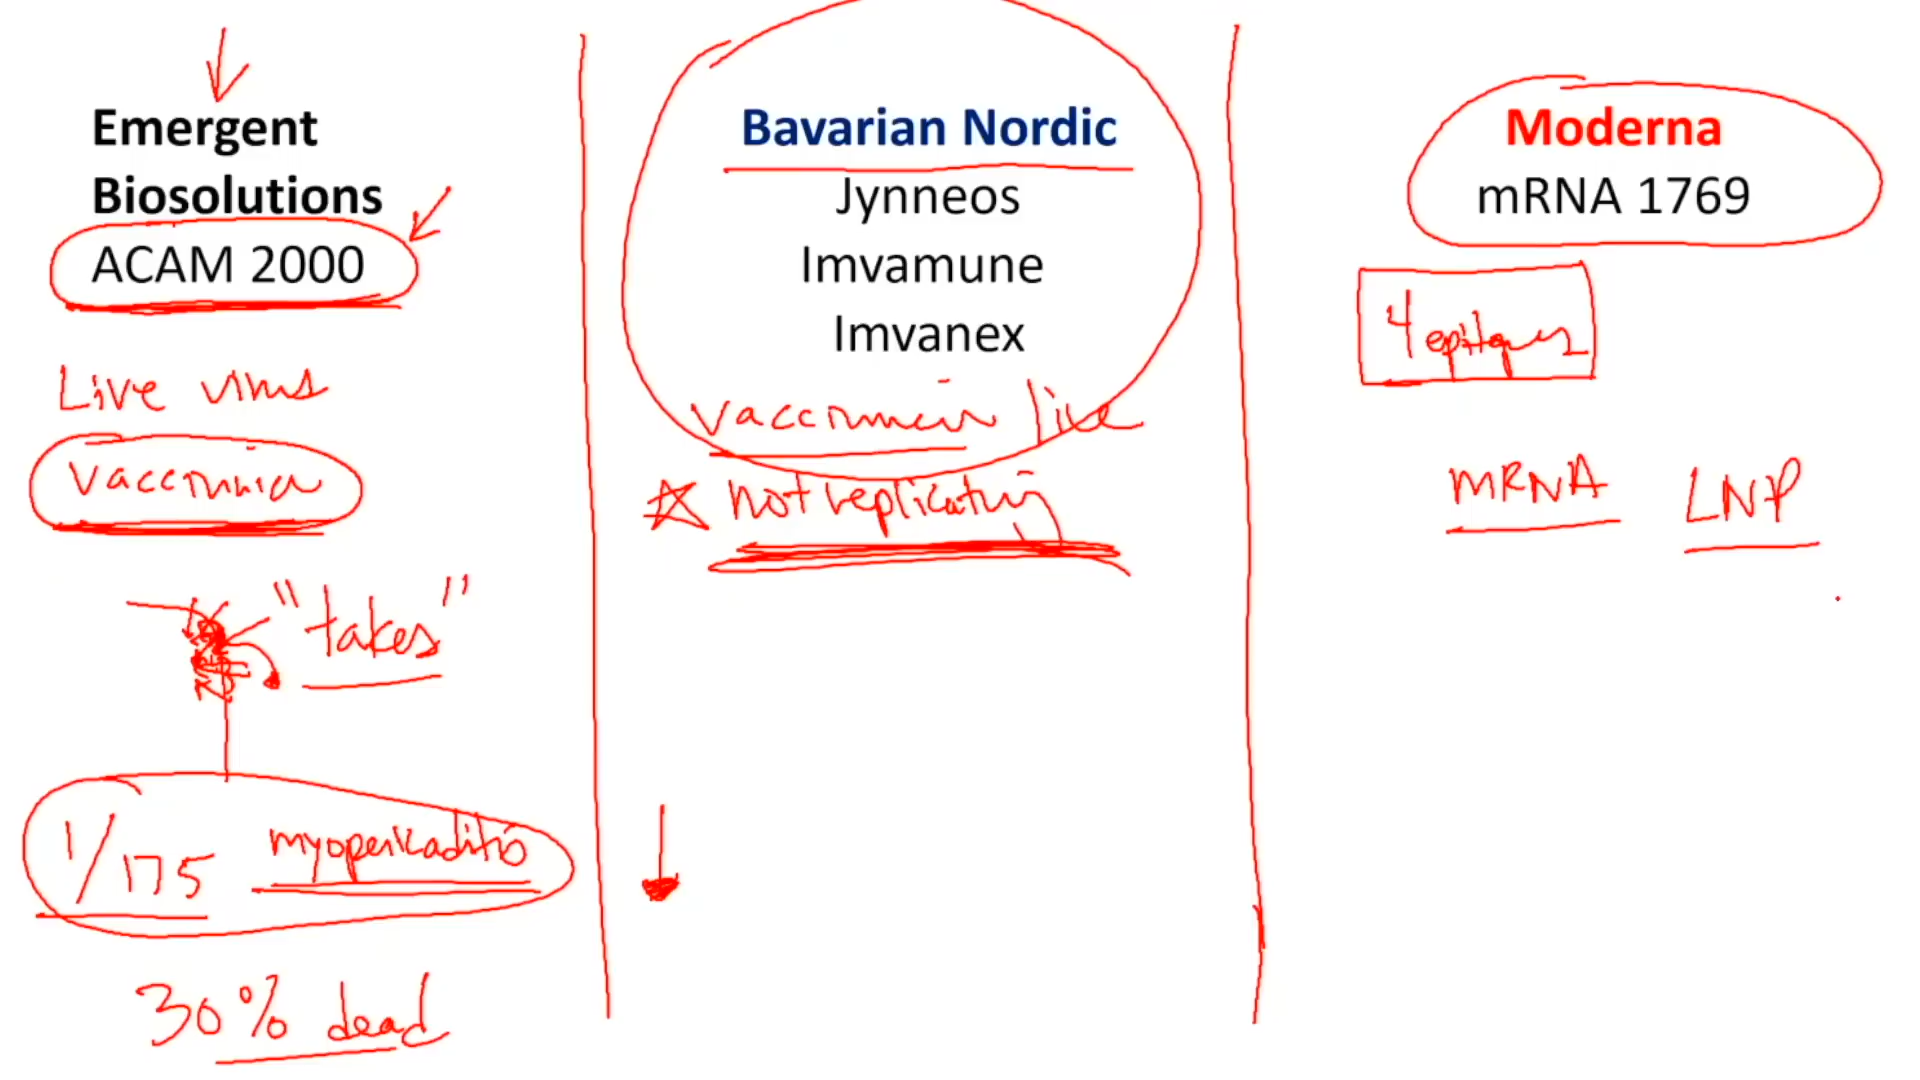 Emergent
Biosolutions
ACAM 2000
Live virus
vaccinia
"takes"
1/175 myopericarditis
30% dead
Bavarian Nordic
Jynneos
Imvamune
Imvanex
vaccinia live
not replicating
Moderna
mRNA 1769
4 epitopes
mRNA LNP